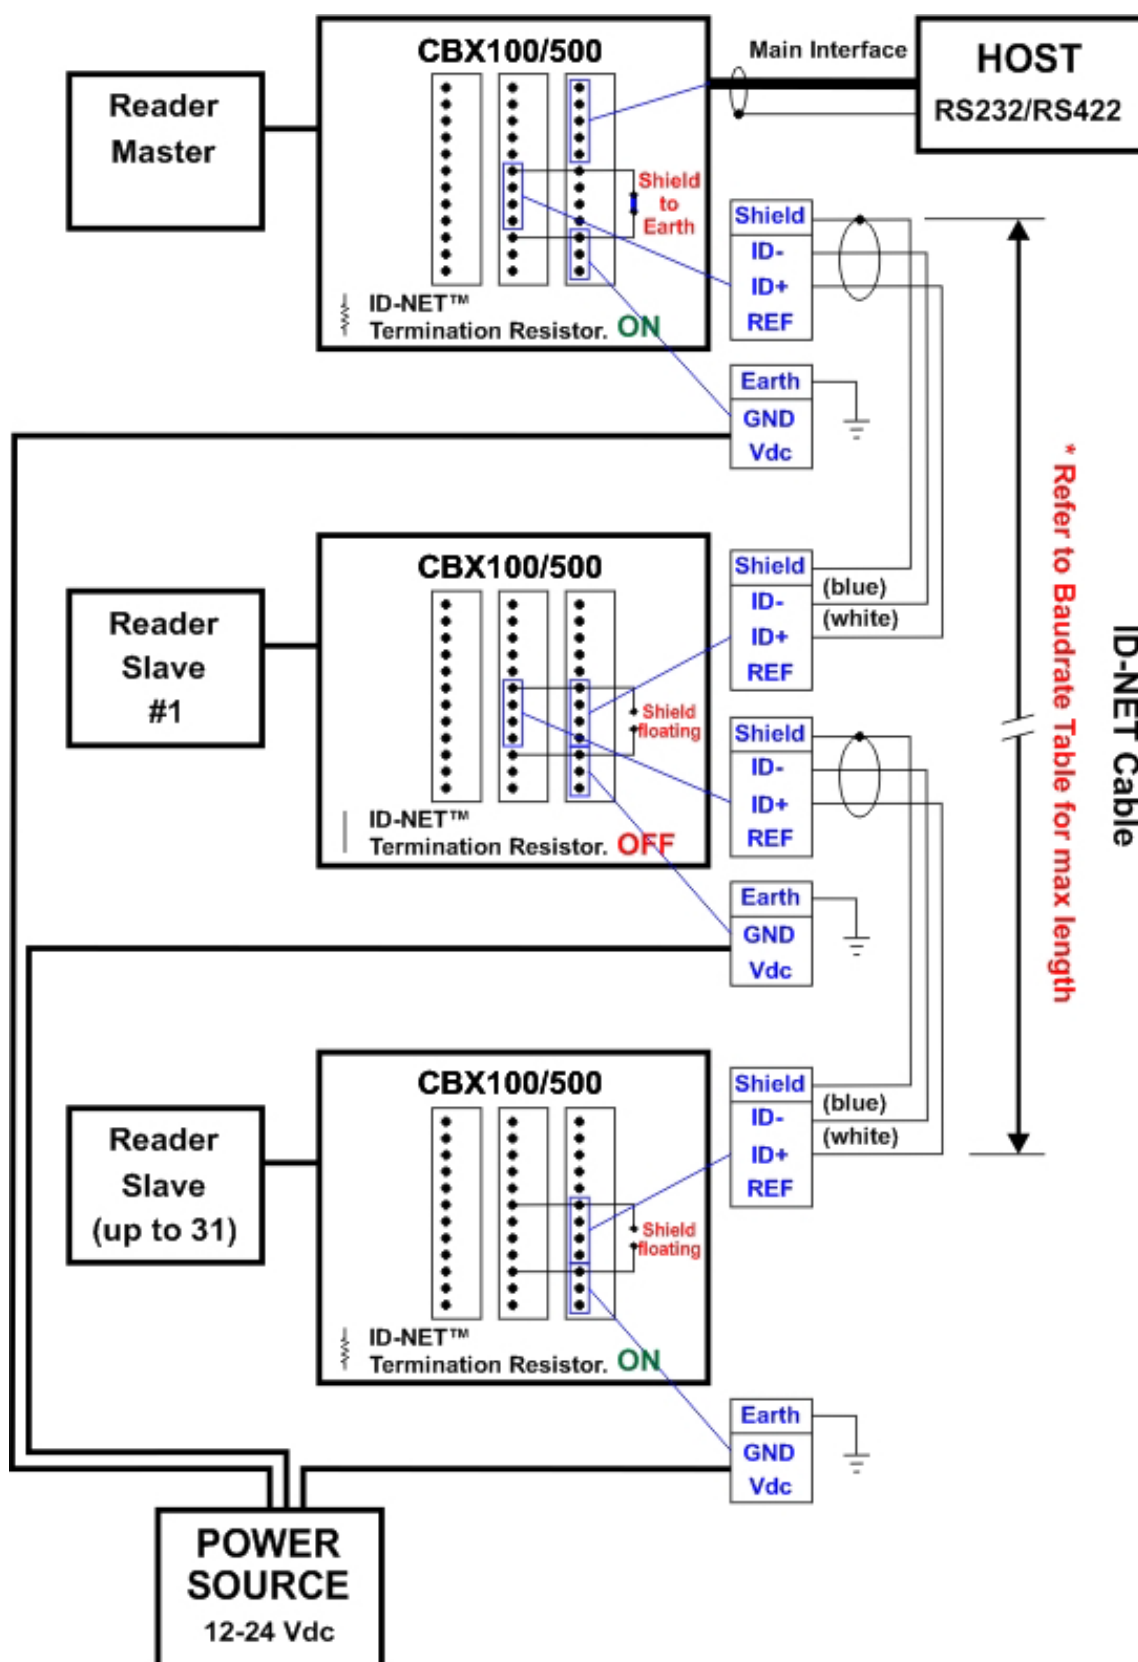 CBX100/500
Main Interface
HOST
RS232/RS422
Reader
Master
Shield
to
Earth
ID-NET™
Termination Resistor. ON
Shield
ID-
ID+
REF
Earth
GND
Vdc
CBX100/500
Reader
Slave
#1
Shield
floating
ID-NET™
Termination Resistor. OFF
Shield
(blue)
ID-
(white)
ID+
REF
Shield
ID-
ID+
REF
Earth
GND
Vdc
* Refer to Baudrate Table for max length
ID-NET Cable
CBX100/500
Reader
Slave
(up to 31)
Shield
floating
ID-NET™
Termination Resistor. ON
Shield
(blue)
ID-
(white)
ID+
REF
Earth
GND
Vdc
POWER
SOURCE
12-24 Vdc